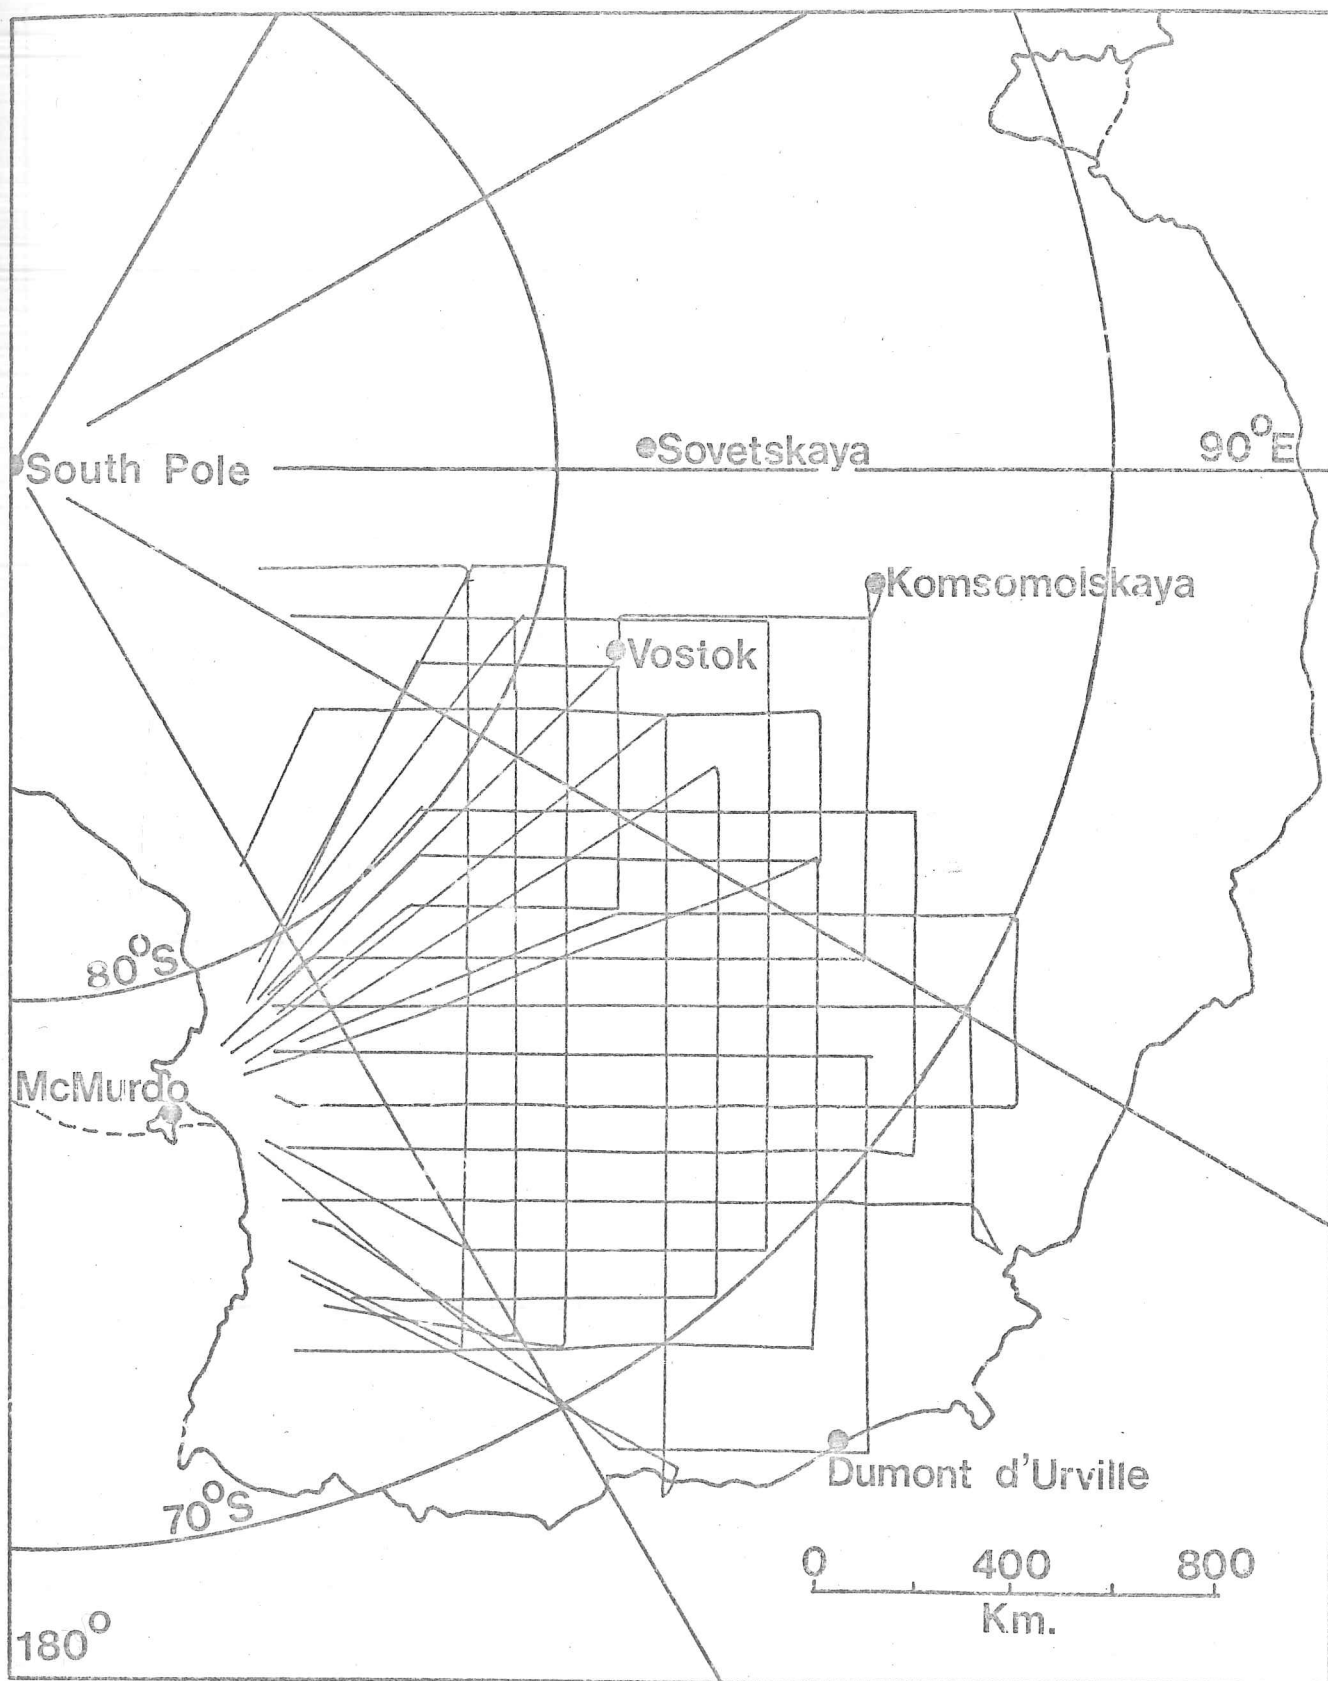 Sovetskaya
90°E
South Pole
Komsomolskaya
Vostok
80°S
McMurdo
Dumont d'Urville
70°S
0 400 800
Km.
180°